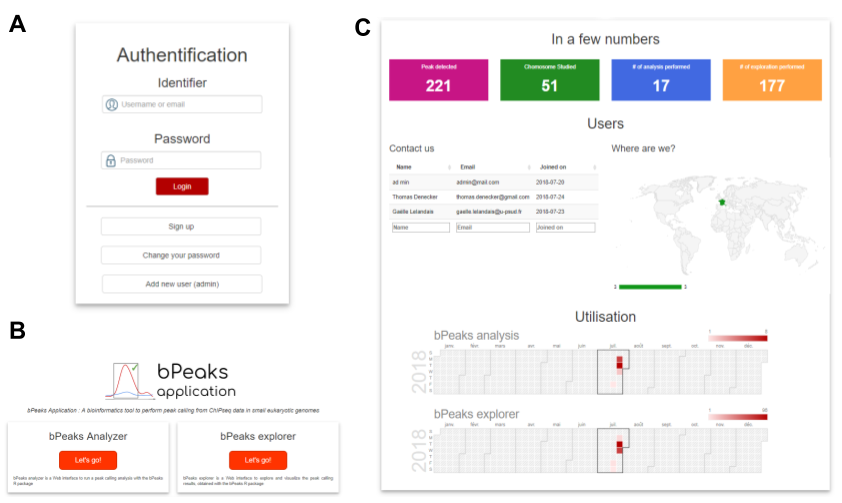 A
Authentification
Identifier
Username or email
Password
Password
Login
Sign up
Change your password
Add new user (admin)
B
bPeaks
application
bPeaks Application : A bioinformatics tool to perform peak calling from ChIPseq data in small eukaryotic genomes
bPeaks Analyzer
Let's go!
bPeaks analyzer is a Web interface to run a peak calling analysis with the bPeaks
R package
bPeaks explorer
Let's go!
bPeaks explorer is a Web interface to explore and visualize the peak calling
results, obtained with the bPeaks R package
C
In a few numbers
Peak detected
221
Chromosome Studied
51
# of analysis performed
17
# of exploration performed
177
Users
Contact us
Name Email Joined on
ad min admin@mail.com 2018-07-20
Thomas Denecker thomas.denecker@gmail.com 2018-07-24
Gaëlle Lelandais gaelle.lelandais@u-psud.fr 2018-07-23
Name Email Joined on
Where are we?
3 3
Utilisation
bPeaks analysis
1
janv. févr. mars avr. mai juin juil. août sept. oct. nov. déc.
2018
S M T W T F S
bPeaks explorer
1
janv. févr. mars avr. mai juin juil. août sept. oct. nov. déc.
2018
S M T W T F S